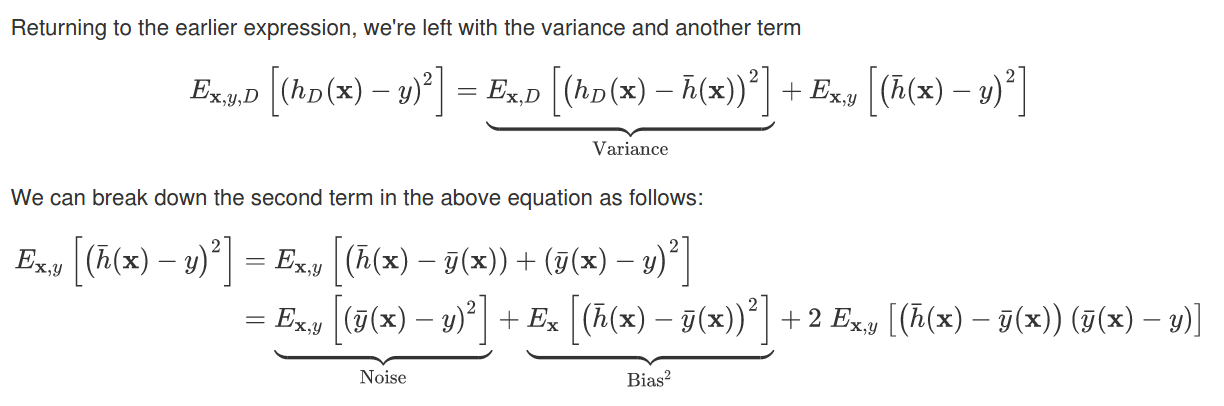 Returning to the earlier expression, we're left with the variance and another term
E_{𝐱,y,D} [(h_D(𝐱) − y)²] = E_{𝐱,D} [(h_D(𝐱) − h̄(𝐱))²] + E_{𝐱,y} [(h̄(𝐱) − y)²]
Variance
We can break down the second term in the above equation as follows:
E_{𝐱,y} [(h̄(𝐱) − y)²] = E_{𝐱,y} [(h̄(𝐱) − ȳ(𝐱)) + (ȳ(𝐱) − y)²]
= E_{𝐱,y} [(ȳ(𝐱) − y)²] + E_𝐱 [(h̄(𝐱) − ȳ(𝐱))²] + 2 E_{𝐱,y} [(h̄(𝐱) − ȳ(𝐱)) (ȳ(𝐱) − y)]
Noise Bias²